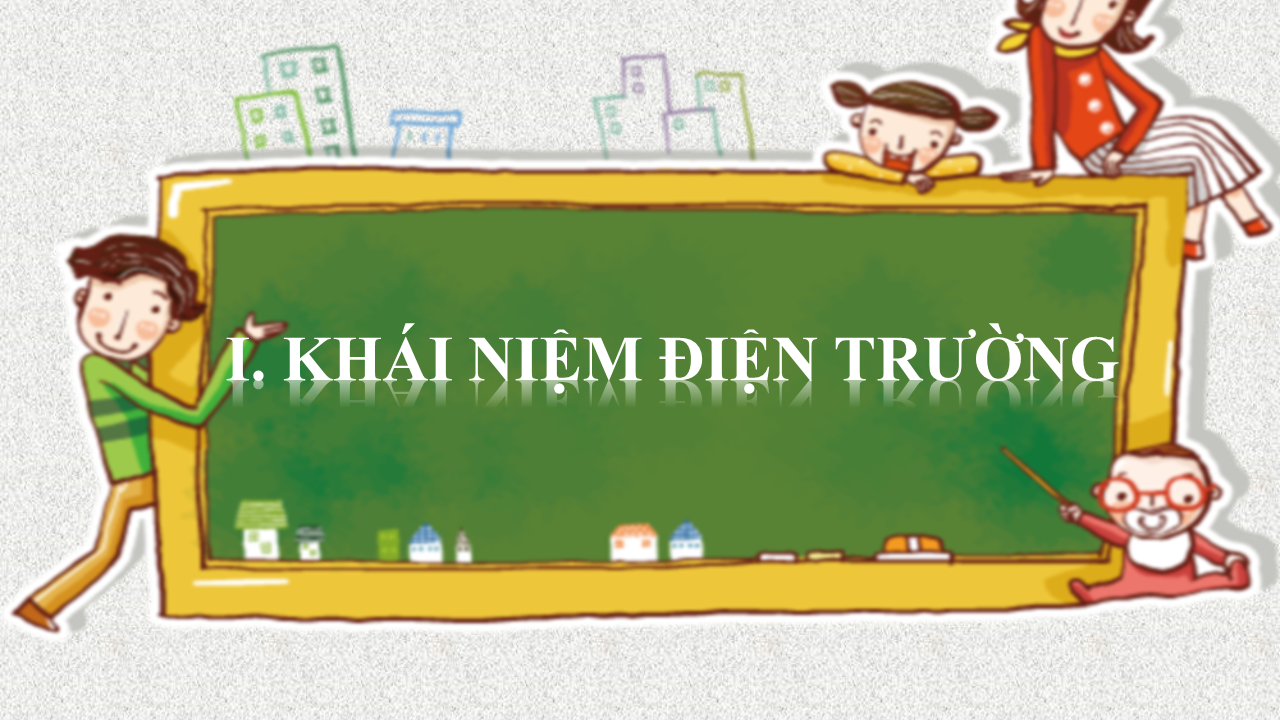 I. KHÁI NIỆM ĐIỆN TRƯỜNG